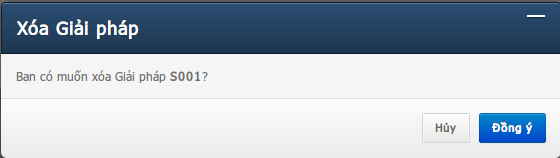 Xóa Giải pháp
Ban có muốn xóa Giải pháp S001?
Hủy
Đồng ý